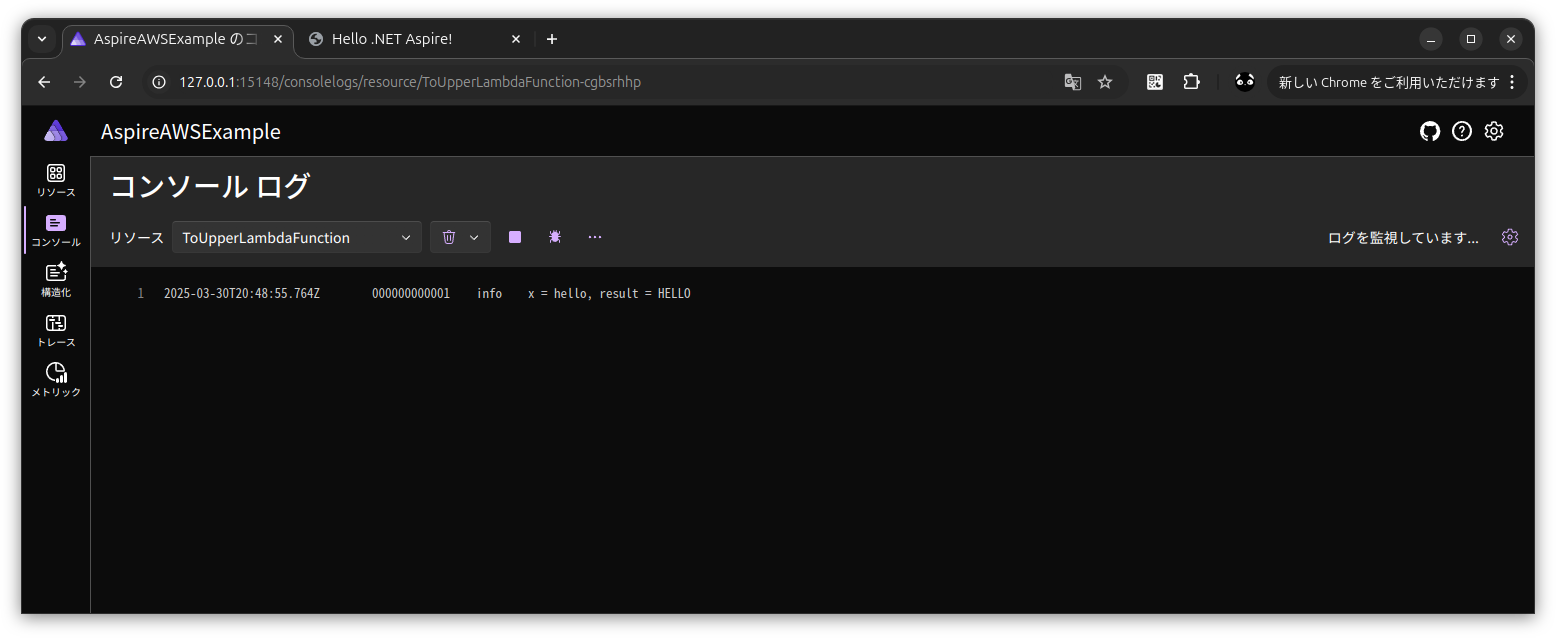 AspireAWSExample のコ
Hello .NET Aspire!
127.0.0.1:15148/consolelogs/resource/ToUpperLambdaFunction-cgbsrhhp
新しい Chrome をご利用いただけます
AspireAWSExample
リソース
コンソール
構造化
トレース
メトリック
コンソール ログ
リソース ToUpperLambdaFunction
ログを監視しています...
1 2025-03-30T20:48:55.764Z 000000000001 info x = hello, result = HELLO